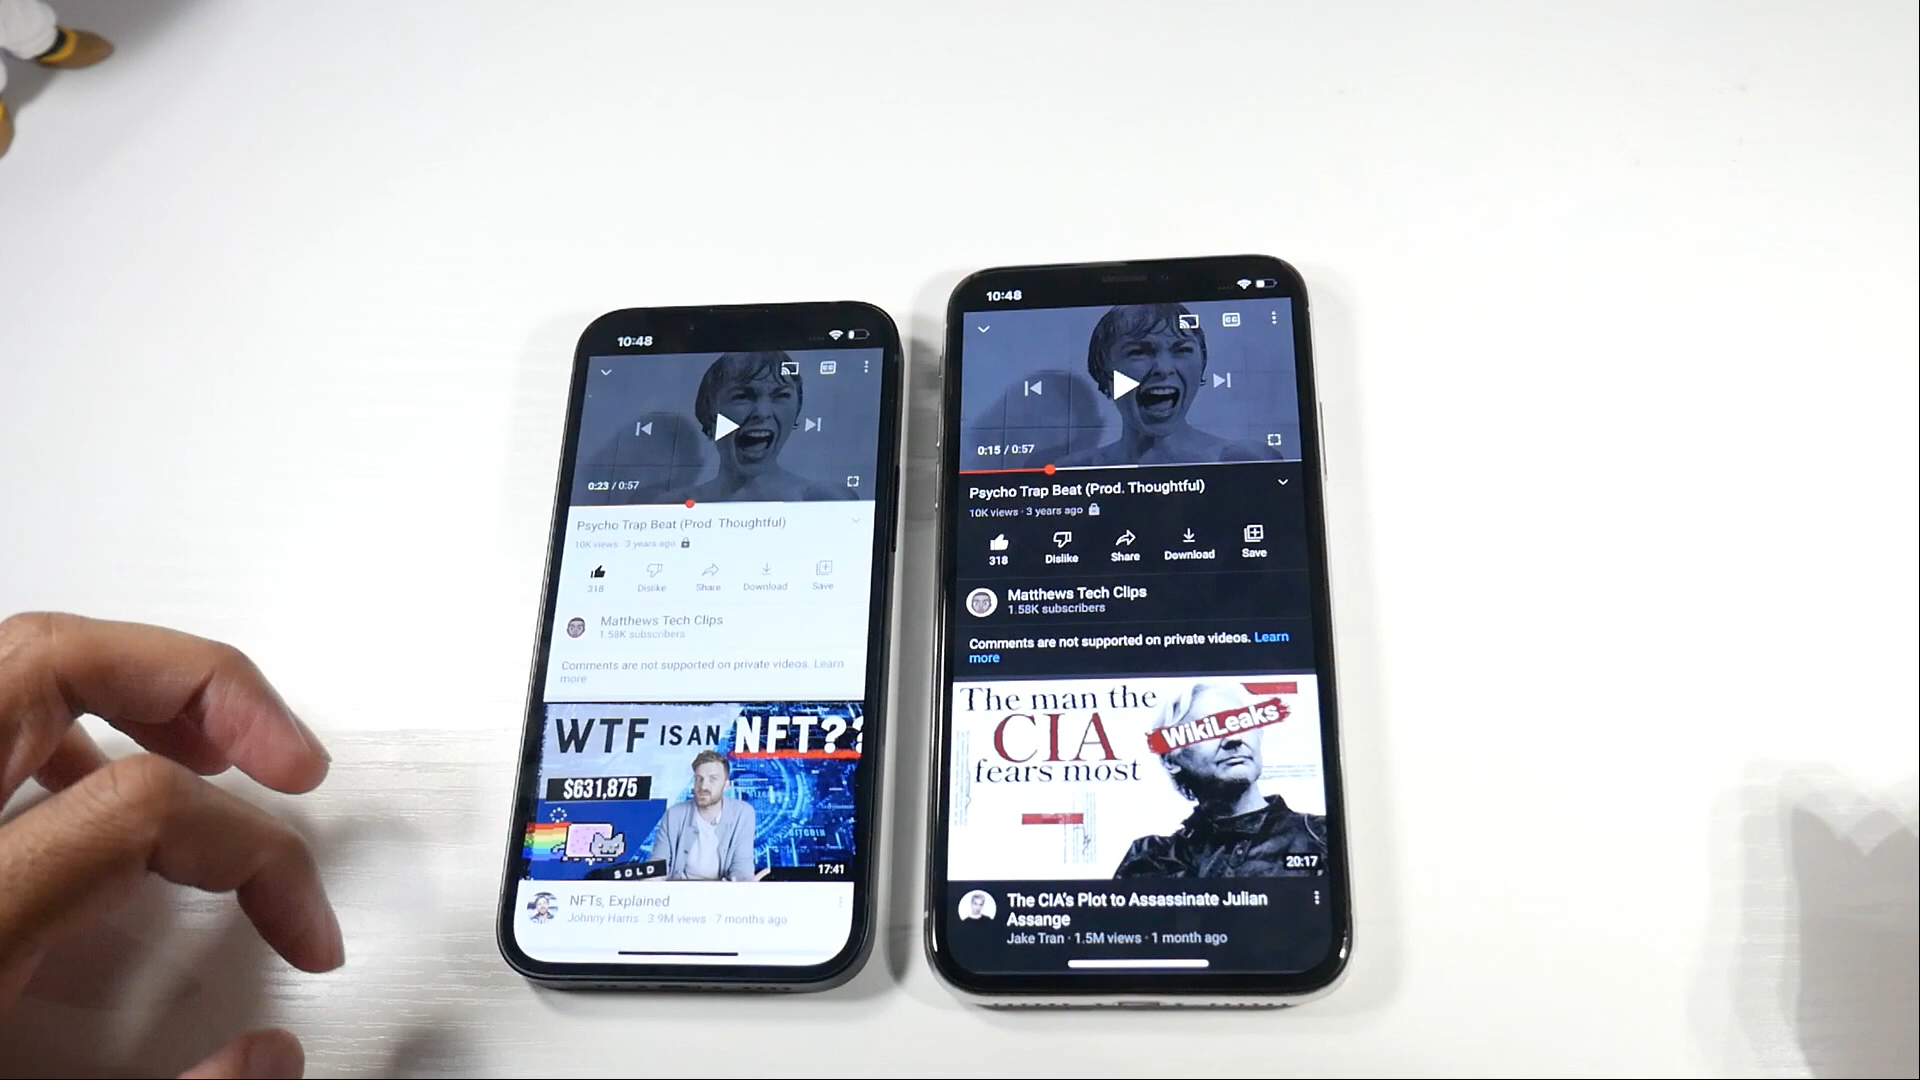 10:48
0:23 / 0:57
Psycho Trap Beat (Prod. Thoughtful)
10K views · 3 years ago
318
Dislike
Share
Download
Save
Matthews Tech Clips
1.58K subscribers
Comments are not supported on private videos. Learn
more
WTF IS AN NFT??
$631,875
BITCOIN
SOLD
17:41
NFTs, Explained
Johnny Harris · 3.9M views · 7 months ago
10:48
CC
0:15 / 0:57
Psycho Trap Beat (Prod. Thoughtful)
10K views · 3 years ago
318
Dislike
Share
Download
Save
Matthews Tech Clips
1.58K subscribers
Comments are not supported on private videos. Learn
more
The man the
CIA
fears most
WikiLeaks
20:17
The CIA's Plot to Assassinate Julian
Assange
Jake Tran · 1.5M views · 1 month ago